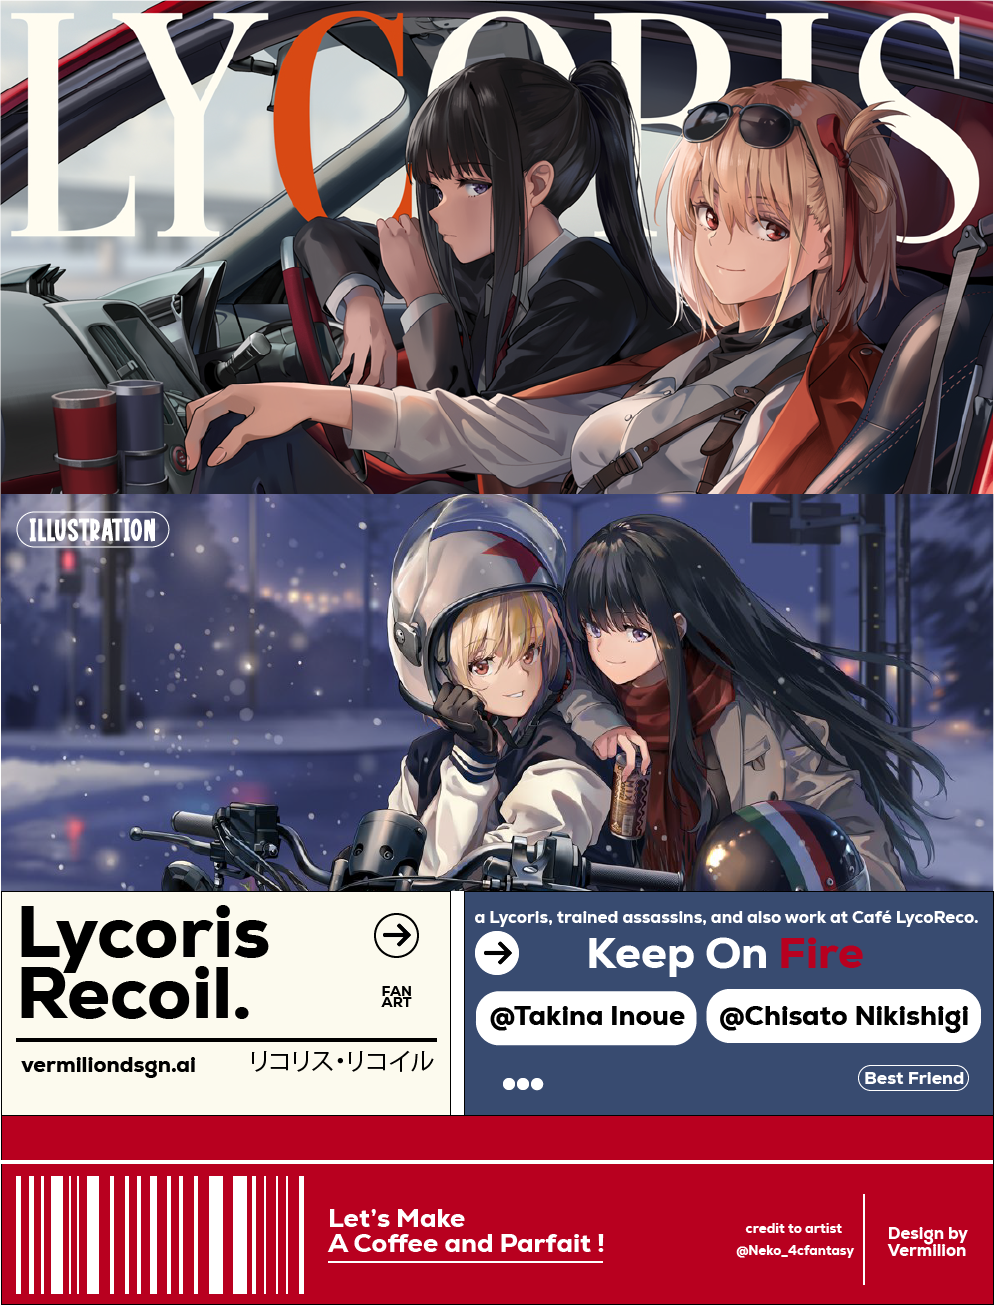 LYCORIS
ILLUSTRATION
Lycoris
Recoil.
FAN
ART
vermiliondsgn.ai
リコリス・リコイル
a Lycoris, trained assassins, and also work at Café LycoReco.
Keep On Fire
@Takina Inoue
@Chisato Nikishigi
Best Friend
Let's Make
A Coffee and Parfait !
credit to artist
@Neko_4cfantasy
Design by
Vermilion